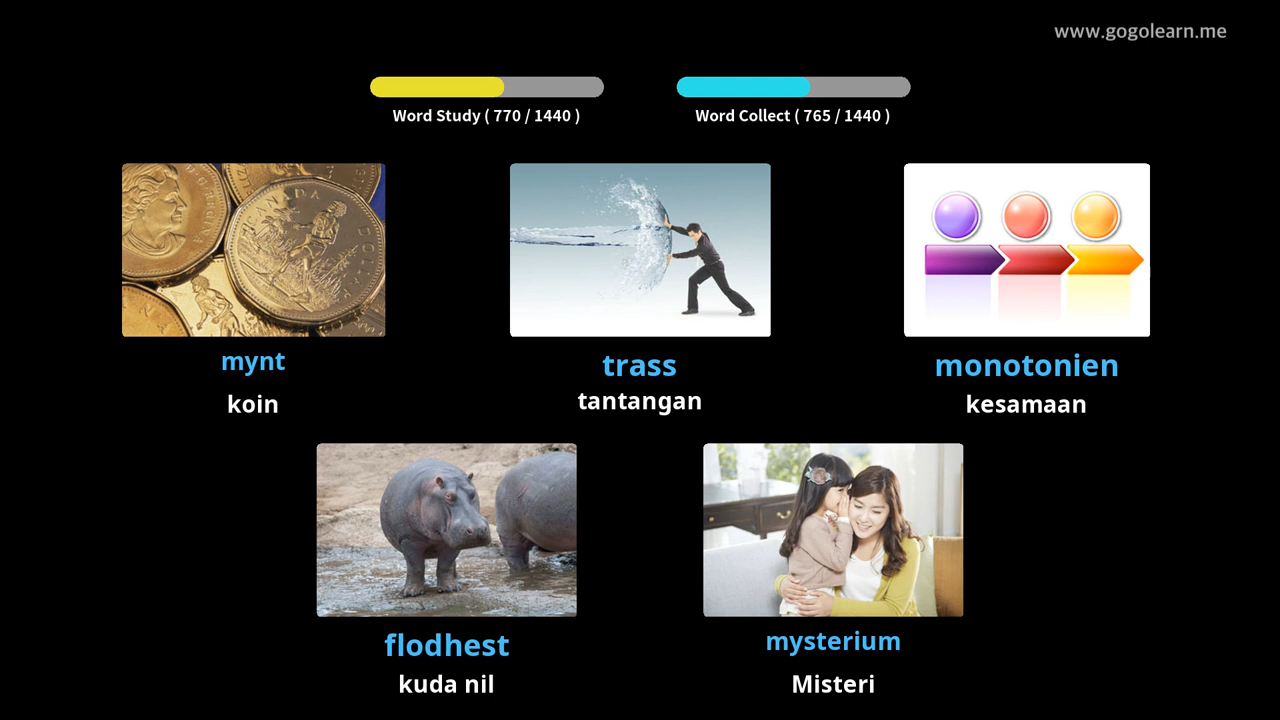 www.gogolearn.me
Word Study ( 770 / 1440 )
Word Collect ( 765 / 1440 )
CANADA
mynt
koin
trass
tantangan
monotonien
kesamaan
flodhest
kuda nil
mysterium
Misteri